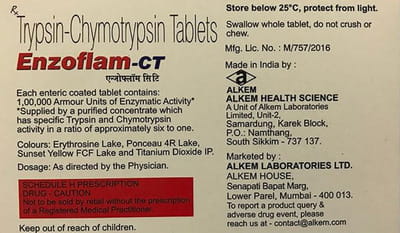 Rx
Trypsin-Chymotrypsin Tablets
Enzoflam-CT
एन्जोफ्लाम सिटि
Each enteric coated tablet contains:
1,00,000 Armour Units of Enzymatic Activity*
*Supplied by a purified concentrate which
has specific Trypsin and Chymotrypsin
activity in a ratio of approximately six to one.
Colours: Erythrosine Lake, Ponceau 4R Lake,
Sunset Yellow FCF Lake and Titanium Dioxide IP.
Dosage: As directed by the Physician.
SCHEDULE H PRESCRIPTION
DRUG - CAUTION
Not to be sold by retail without the prescription
of a Registered Medical Practitioner.
Keep out of reach of children.
Store below 25°C, protect from light.
Swallow whole tablet, do not crush or
chew.
Mfg. Lic. No. : M/757/2016
Made in India by :
a
ALKEM
ALKEM HEALTH SCIENCE
A Unit of Alkem Laboratories
Limited, Unit-2,
Samardung, Karek Block,
P.O.: Namthang,
South Sikkim - 737 137.
Marketed by :
ALKEM LABORATORIES LTD.
ALKEM HOUSE,
Senapati Bapat Marg,
Lower Parel, Mumbai - 400 013.
To report a product query &
adverse drug event, please
reach us at - contact@alkem.com